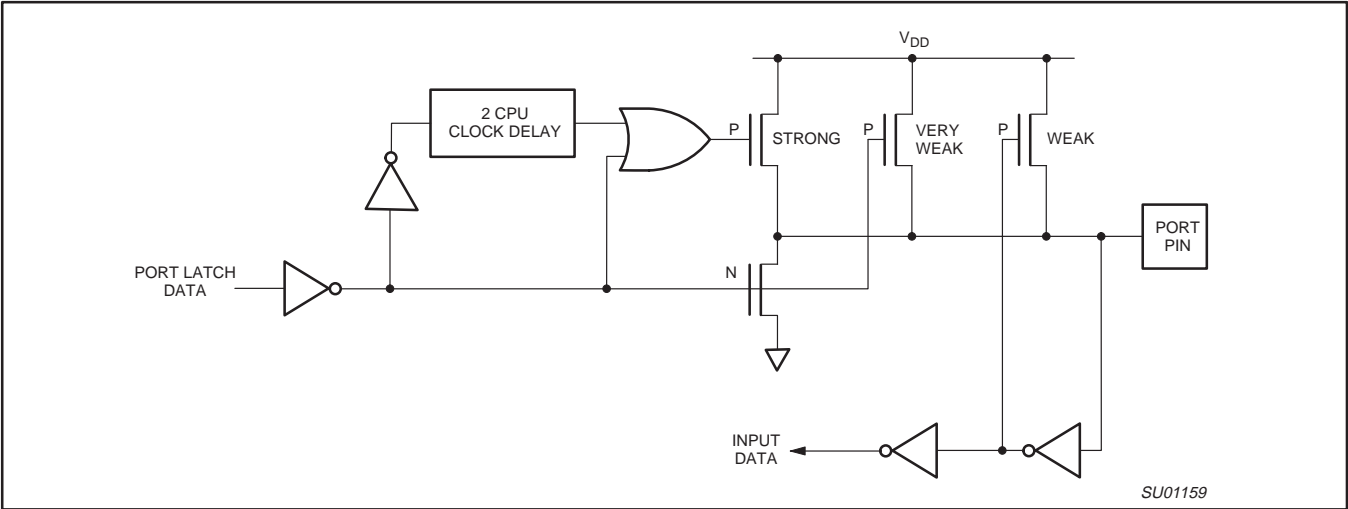 V_DD
2 CPU
CLOCK DELAY
P
STRONG
P
VERY
WEAK
P
WEAK
PORT
PIN
PORT LATCH
DATA
N
INPUT
DATA
SU01159